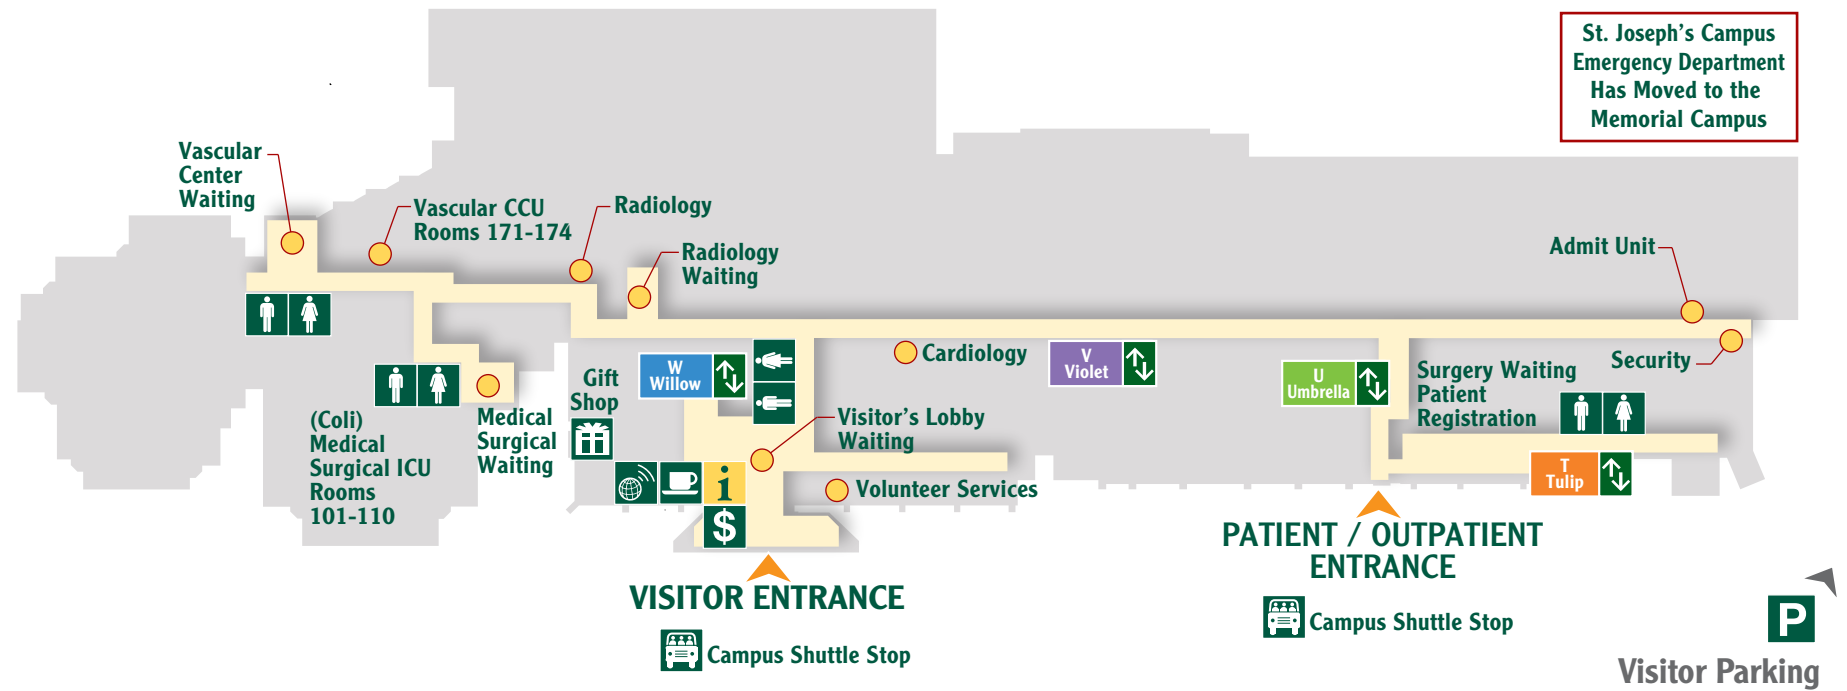 St. Joseph's Campus
Emergency Department
Has Moved to the
Memorial Campus
Vascular
Center
Waiting
Vascular CCU
Rooms 171-174
Radiology
Radiology
Waiting
Admit Unit
Security
Cardiology
V
Violet
W
Willow
U
Umbrella
Surgery Waiting
Patient
Registration
Gift
Shop
(Coli)
Medical
Surgical ICU
Rooms
101-110
Medical
Surgical
Waiting
Visitor's Lobby
Waiting
i
$
Volunteer Services
T
Tulip
VISITOR ENTRANCE
Campus Shuttle Stop
PATIENT / OUTPATIENT
ENTRANCE
Campus Shuttle Stop
P
Visitor Parking